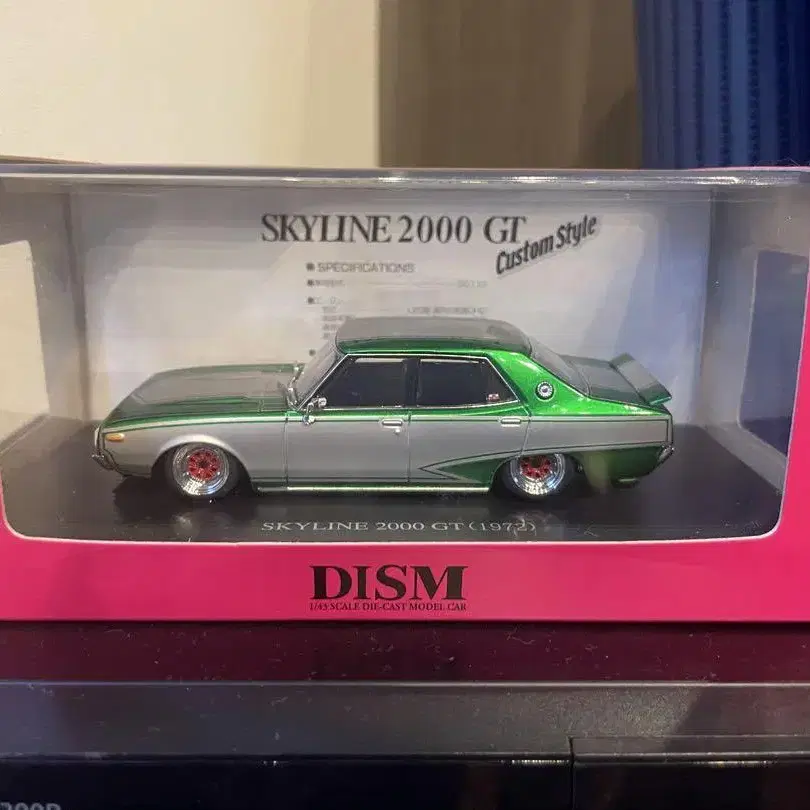 SKYLINE 2000 GT
Custom Style
● SPECIFICATIONS
SKYLINE 2000 GT (1972)
DISM
1/43 SCALE DIE-CAST MODEL CAR